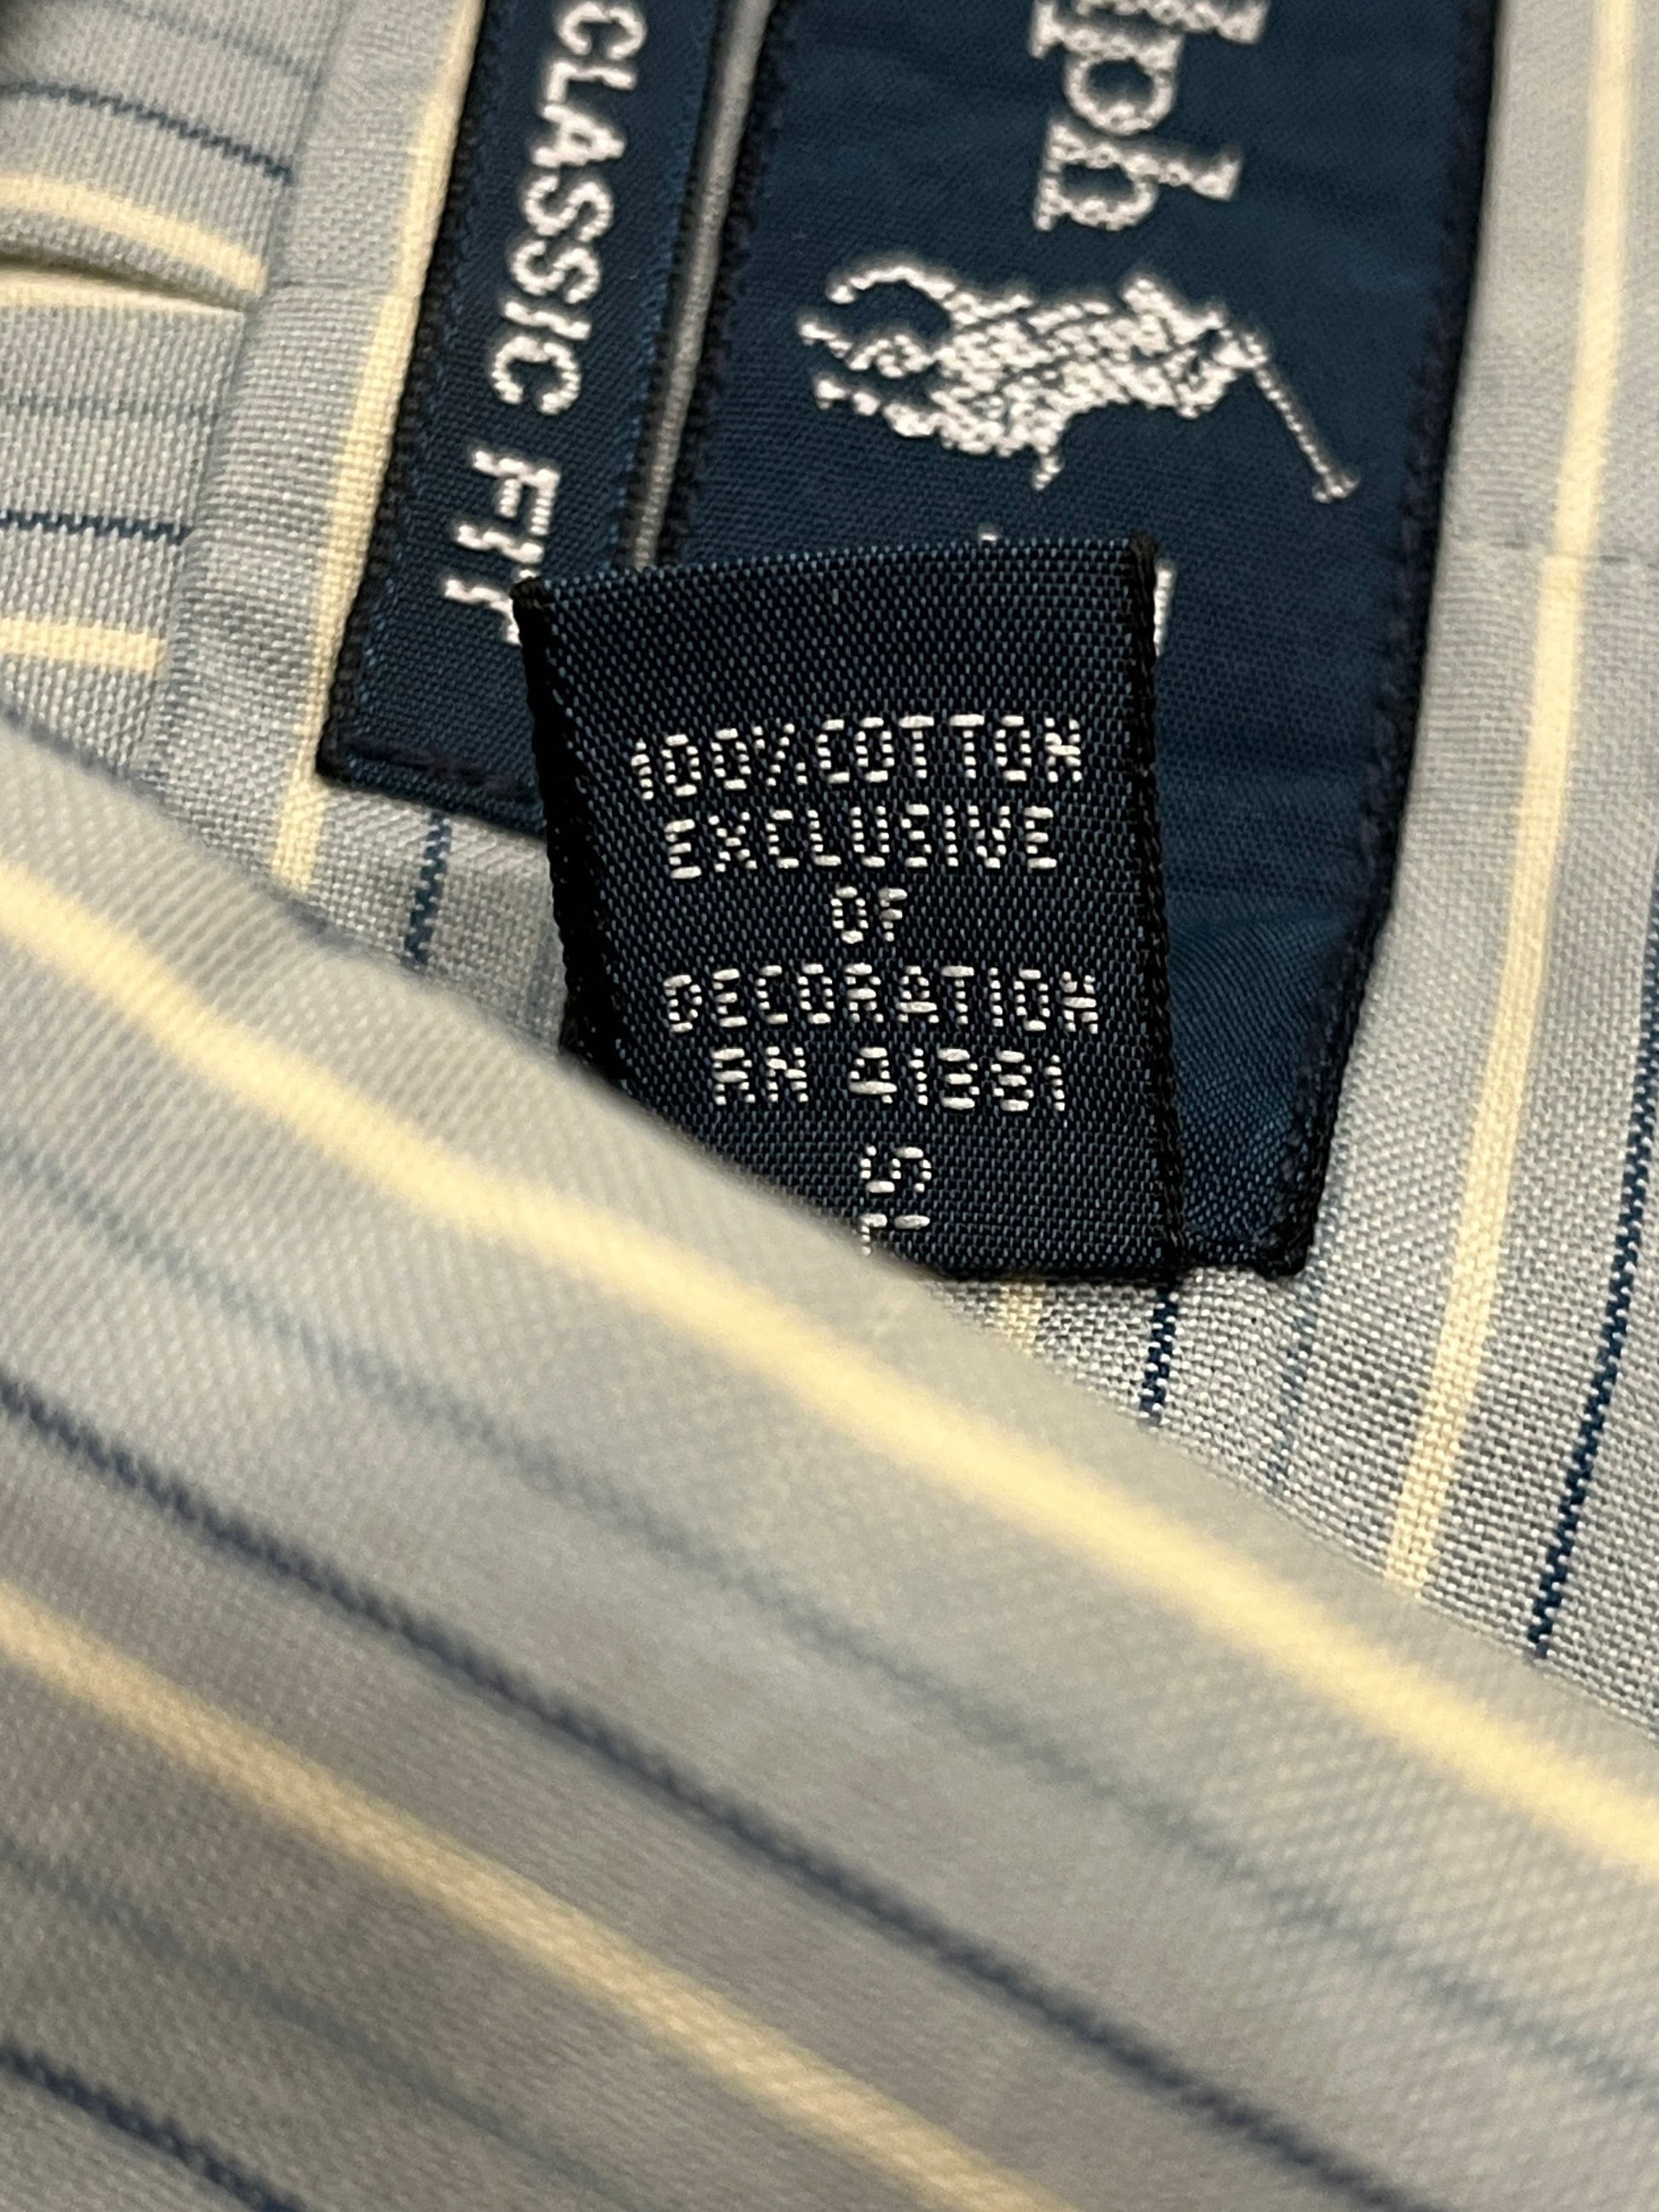 CLASSIC FIT
lph
100% COTTON
EXCLUSIVE
OF
DECORATION
RN 41381